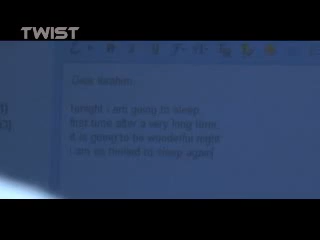 TWIST
Dear
tonight i am going to sleep
that time after a very long time
it is going to be wonderful night
i am so thrilled to sleep again